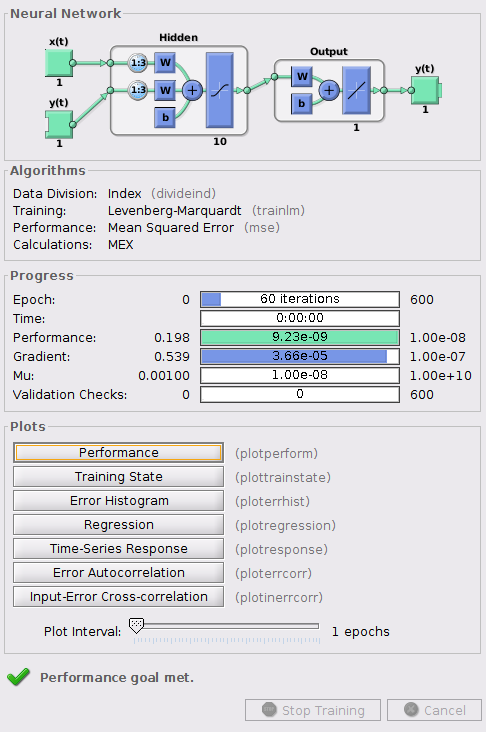 Neural Network
Hidden
Output
x(t)
1
y(t)
1
1:3
W
1:3
W
b
10
W
b
1
y(t)
1
Algorithms
Data Division: Index (divideind)
Training: Levenberg-Marquardt (trainlm)
Performance: Mean Squared Error (mse)
Calculations: MEX
Progress
Epoch: 0 60 iterations 600
Time: 0:00:00
Performance: 0.198 9.23e-09 1.00e-08
Gradient: 0.539 3.66e-05 1.00e-07
Mu: 0.00100 1.00e-08 1.00e+10
Validation Checks: 0 0 600
Plots
Performance (plotperform)
Training State (plottrainstate)
Error Histogram (ploterrhist)
Regression (plotregression)
Time-Series Response (plotresponse)
Error Autocorrelation (ploterrcorr)
Input-Error Cross-correlation (plotinerrcorr)
Plot Interval: 1 epochs
Performance goal met.
Stop Training Cancel